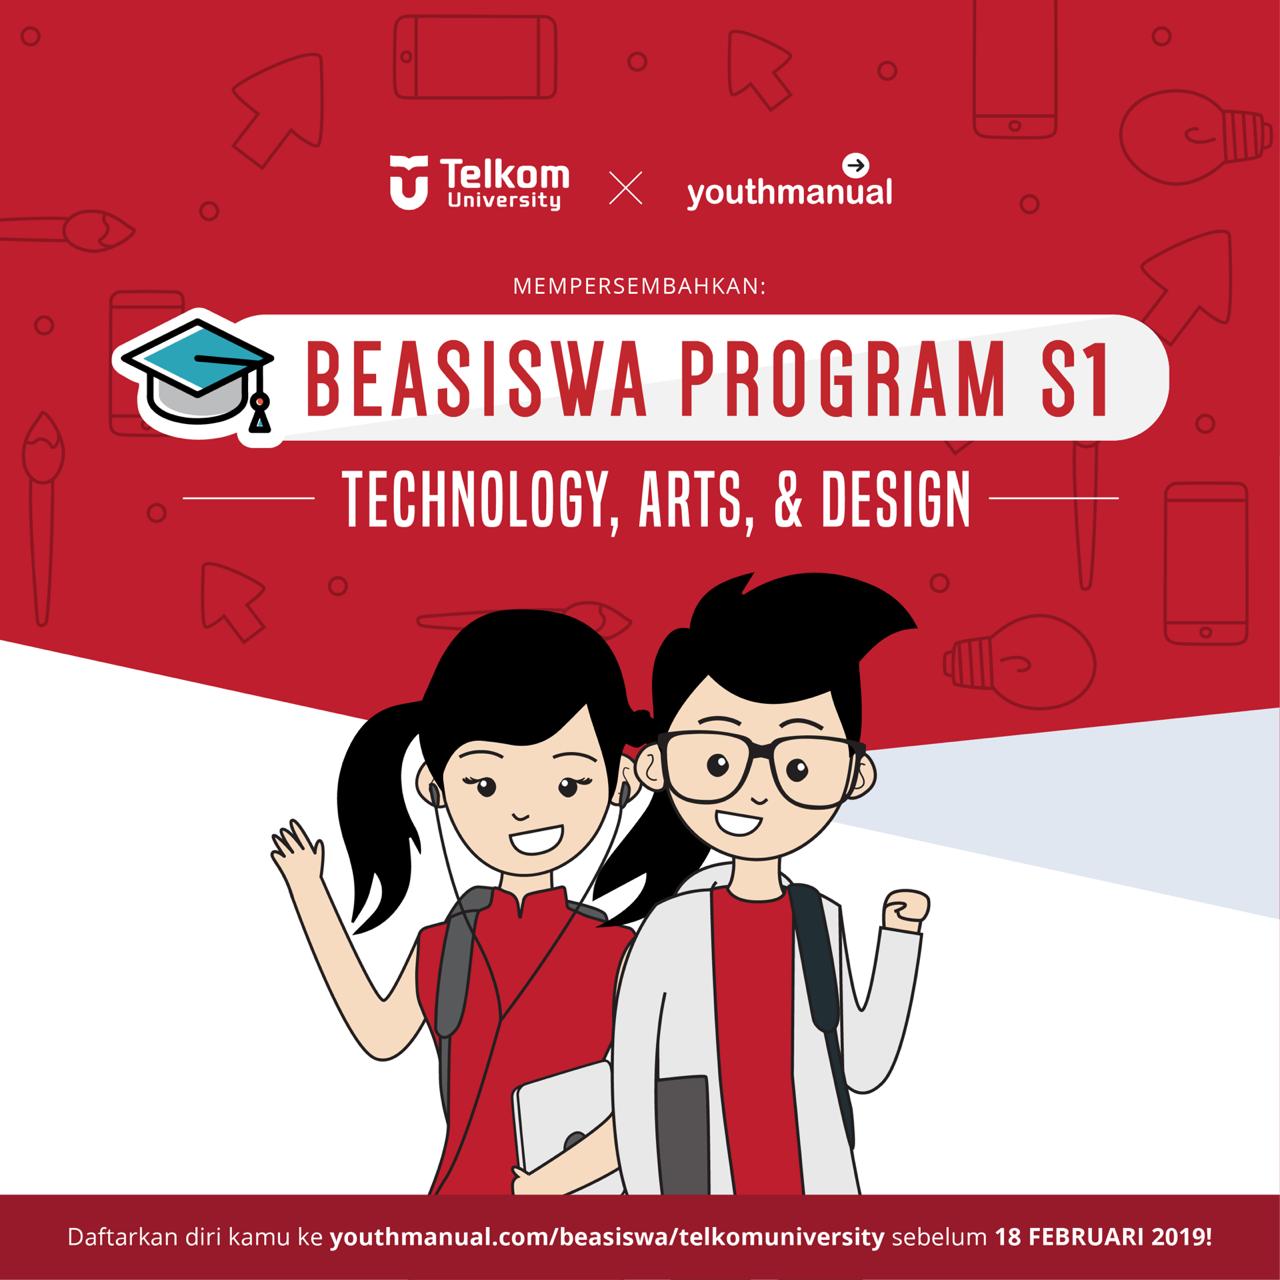 Telkom
University
youthmanual
MEMPERSEMBAHKAN:
BEASISWA PROGRAM S1
TECHNOLOGY, ARTS, & DESIGN
Daftarkan diri kamu ke youthmanual.com/beasiswa/telkomuniversity sebelum 18 FEBRUARI 2019!